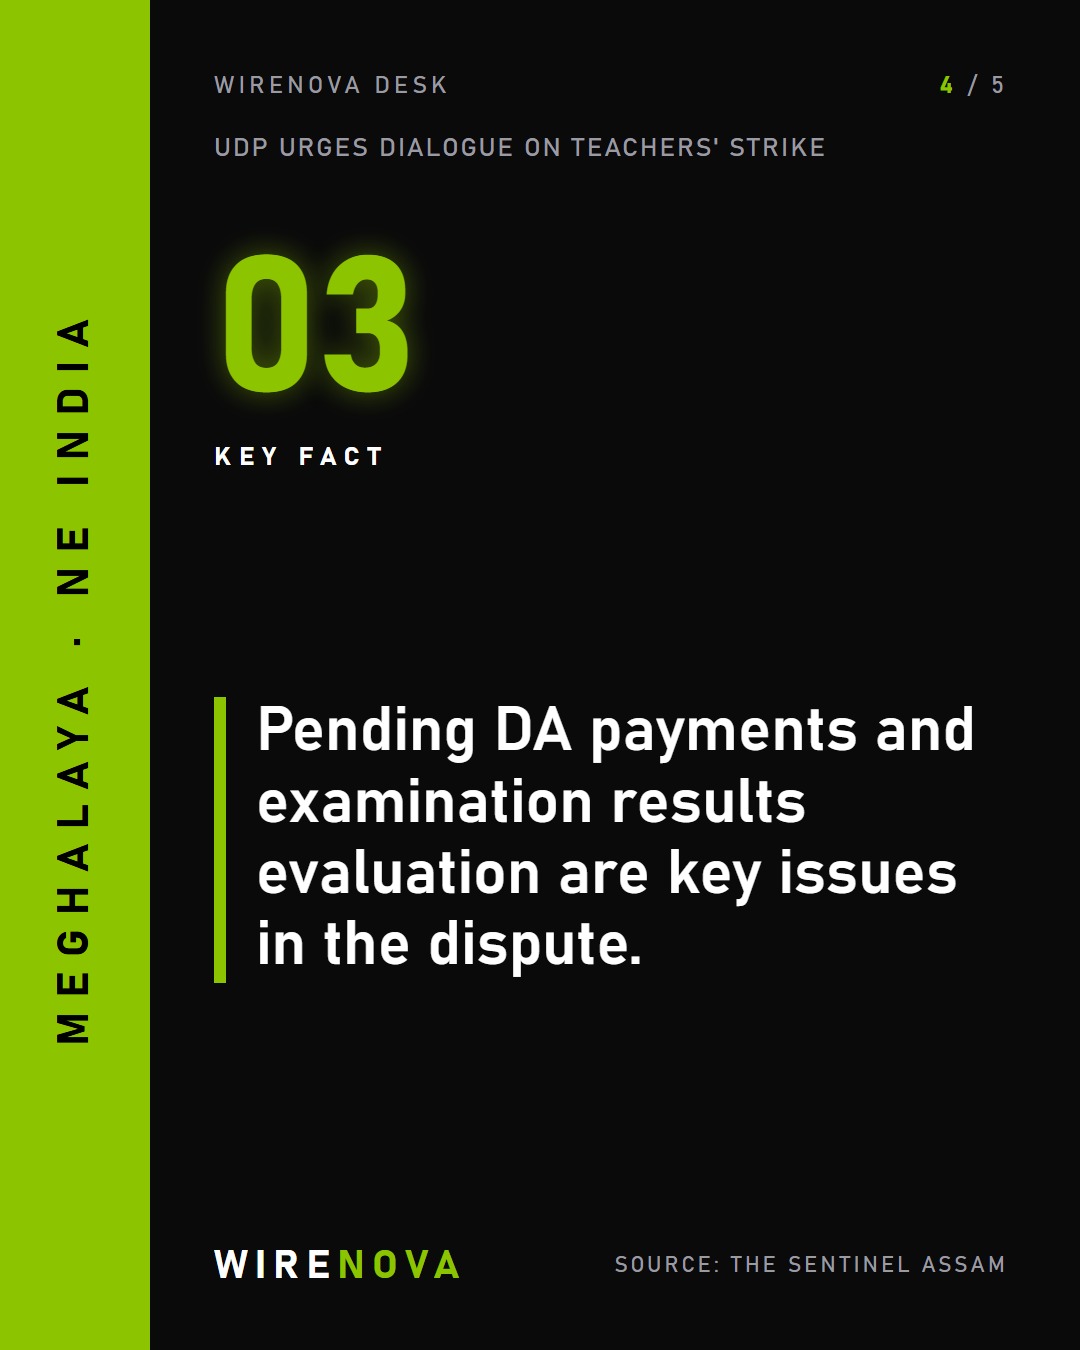 MEGHALAYA · NE INDIA
WIRENOVA DESK
4 / 5
UDP URGES DIALOGUE ON TEACHERS' STRIKE
03
KEY FACT
Pending DA payments and
examination results
evaluation are key issues
in the dispute.
WIRENOVA
SOURCE: THE SENTINEL ASSAM